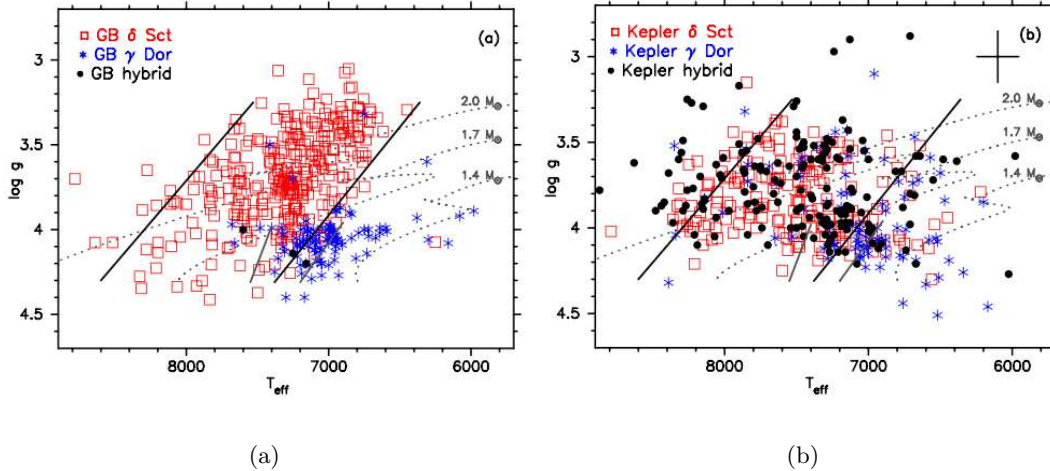 GB δ Sct
GB γ Dor
GB hybrid
(a)
2.0 M⊙
1.7 M⊙
1.4 M⊙
3
3.5
4
4.5
log g
8000 7000 6000
Teff
(a)
Kepler δ Sct
Kepler γ Dor
Kepler hybrid
(b)
2.0 M⊙
1.7 M⊙
1.4 M⊙
3
3.5
4
4.5
log g
8000 7000 6000
Teff
(b)